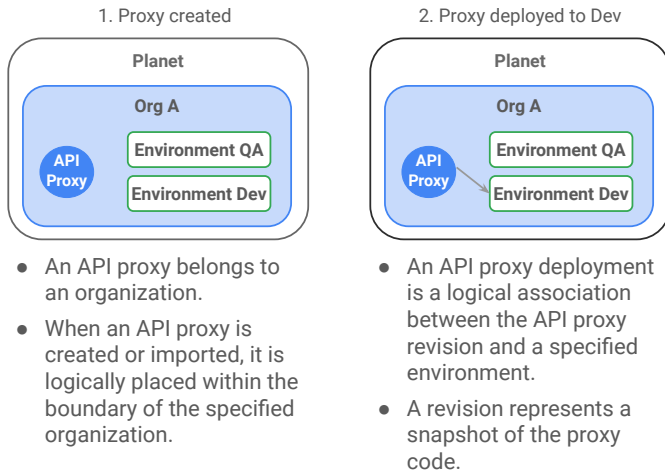 1. Proxy created
Planet
Org A
API
Proxy
Environment QA
Environment Dev
● An API proxy belongs to
an organization.
● When an API proxy is
created or imported, it is
logically placed within the
boundary of the specified
organization.
2. Proxy deployed to Dev
Planet
Org A
API
Proxy
Environment QA
Environment Dev
● An API proxy deployment
is a logical association
between the API proxy
revision and a specified
environment.
● A revision represents a
snapshot of the proxy
code.